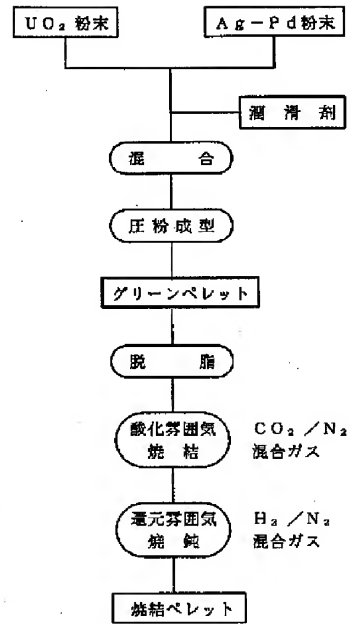 UO₂粉末
Ag－Pd粉末
潤滑剤
混合
圧粉成型
グリーンペレット
脱脂
酸化雰囲気
焼結
CO₂／N₂
混合ガス
還元雰囲気
焼鈍
H₂／N₂
混合ガス
焼結ペレット